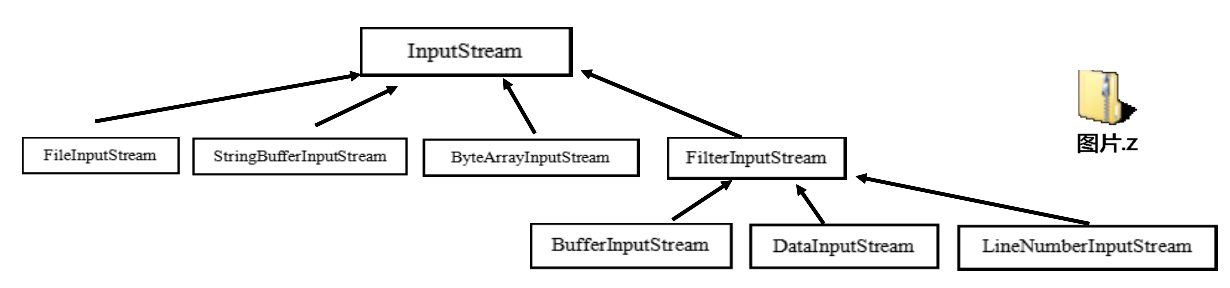 InputStream
FileInputStream
StringBufferInputStream
ByteArrayInputStream
FilterInputStream
图片.z
BufferInputStream
DataInputStream
LineNumberInputStream